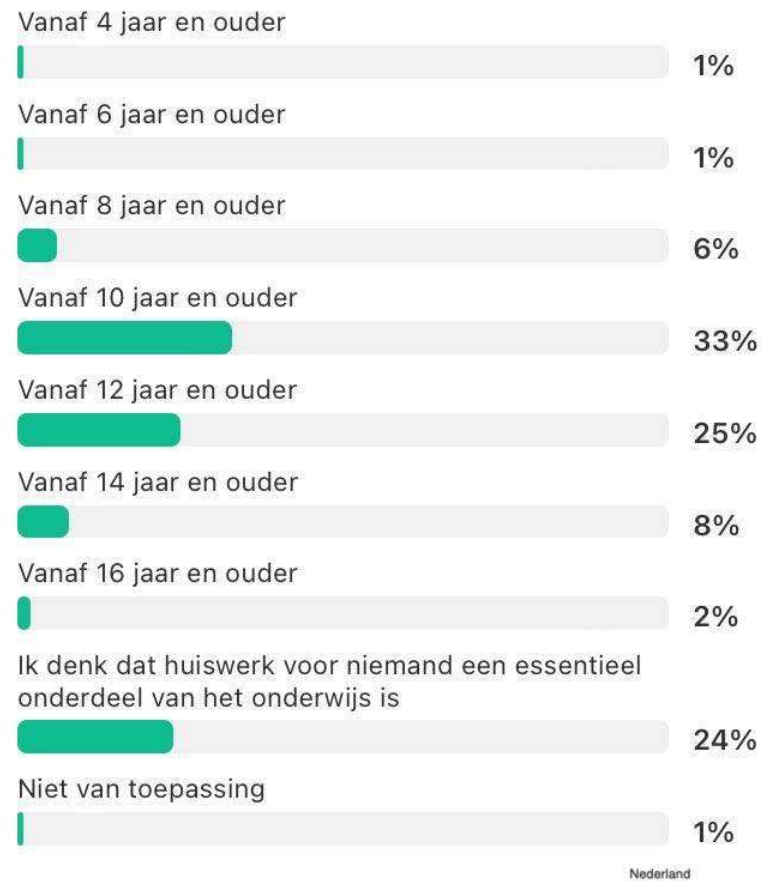 Vanaf 4 jaar en ouder
1%
Vanaf 6 jaar en ouder
1%
Vanaf 8 jaar en ouder
6%
Vanaf 10 jaar en ouder
33%
Vanaf 12 jaar en ouder
25%
Vanaf 14 jaar en ouder
8%
Vanaf 16 jaar en ouder
2%
Ik denk dat huiswerk voor niemand een essentieel
onderdeel van het onderwijs is
24%
Niet van toepassing
1%
Nederland